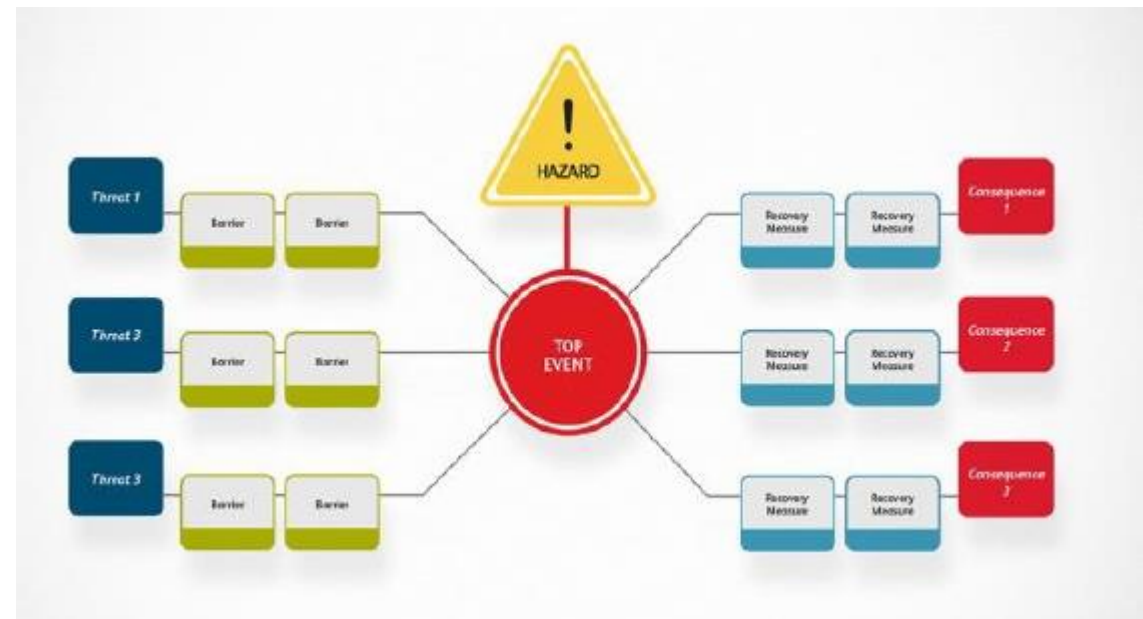 !
HAZARD
Threat 1
Barrier
Barrier
Recovery
Measure
Recovery
Measure
Consequence
1
Threat 3
Barrier
Barrier
TOP
EVENT
Recovery
Measure
Recovery
Measure
Consequence
2
Threat 3
Barrier
Barrier
Recovery
Measure
Recovery
Measure
Consequence
3